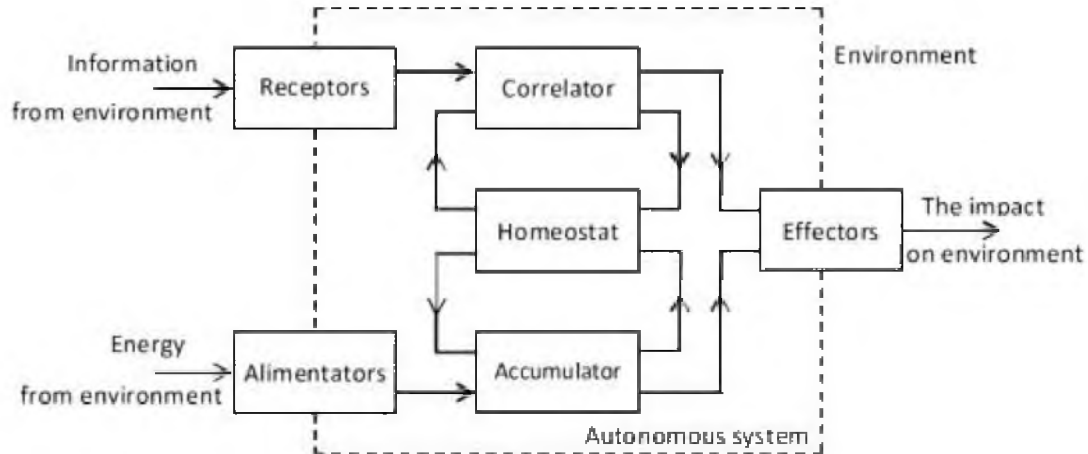 Information
from environment
Receptors
Correlator
Environment
Homeostat
Effectors
The impact
on environment
Energy
from environment
Alimentators
Accumulator
Autonomous system